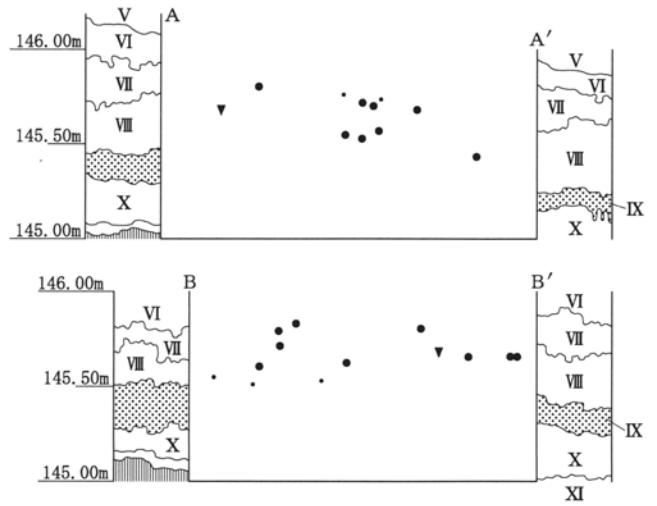 A
A′
146.00m
145.50m
145.00m
Ⅴ
Ⅵ
Ⅶ
Ⅷ
Ⅹ
Ⅴ
Ⅵ
Ⅶ
Ⅷ
Ⅸ
Ⅹ
B
B′
146.00m
145.50m
145.00m
Ⅵ
Ⅶ
Ⅷ
Ⅹ
Ⅵ
Ⅶ
Ⅷ
Ⅸ
Ⅹ
Ⅺ